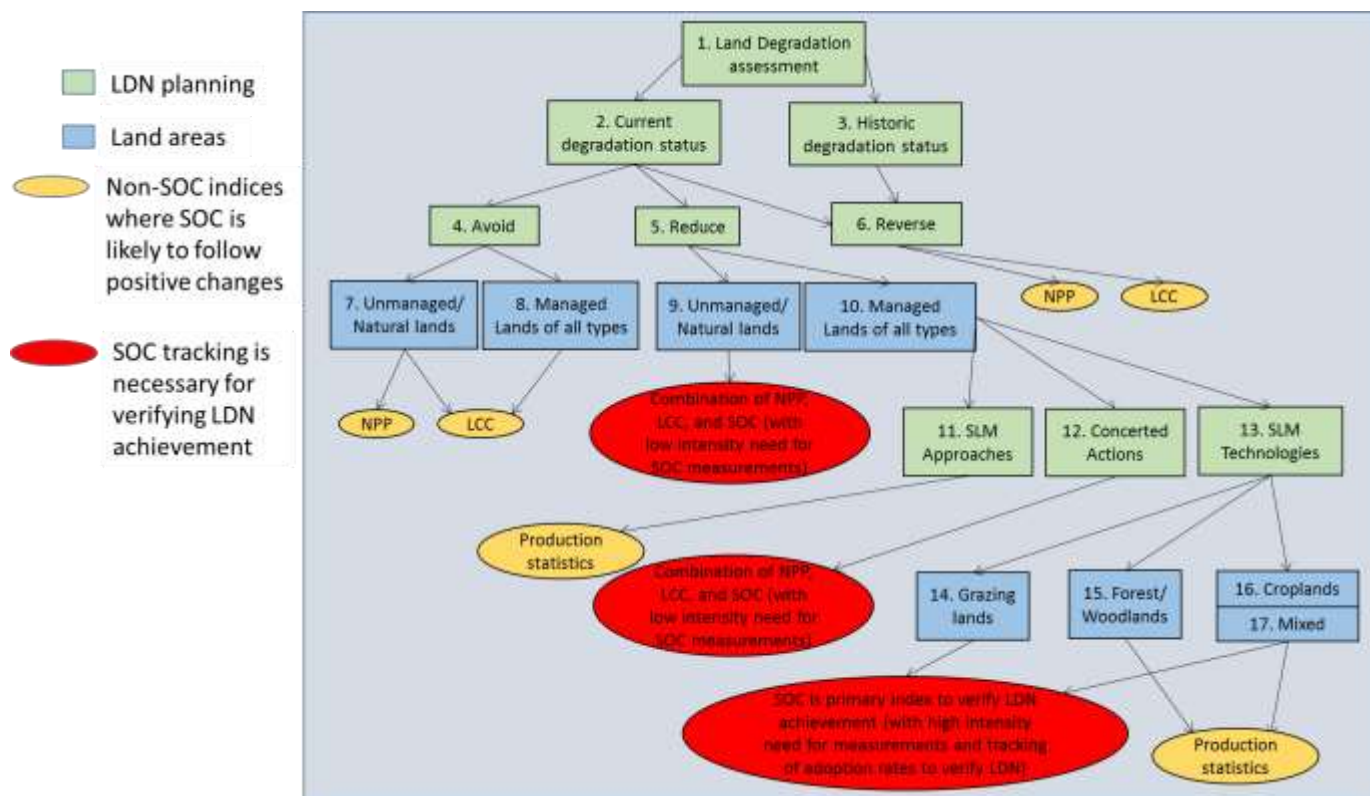 LDN planning
Land areas
Non-SOC indices
where SOC is
likely to follow
positive changes
SOC tracking is
necessary for
verifying LDN
achievement
1. Land Degradation
assessment
2. Current
degradation status
3. Historic
degradation status
4. Avoid
5. Reduce
6. Reverse
7. Unmanaged/
Natural lands
8. Managed
Lands of all types
9. Unmanaged/
Natural lands
10. Managed
Lands of all types
NPP
LCC
NPP
LCC
Combination of NPP,
LCC, and SOC (with
low intensity need for
SOC measurements)
11. SLM
Approaches
12. Concerted
Actions
13. SLM
Technologies
Production
statistics
Combination of NPP,
LCC, and SOC (with
low intensity need for
SOC measurements)
14. Grazing
lands
15. Forest/
Woodlands
16. Croplands
17. Mixed
SOC is primary index to verify LDN
achievement (with high intensity
need for measurements and tracking
of adoption rates to verify LDN)
Production
statistics